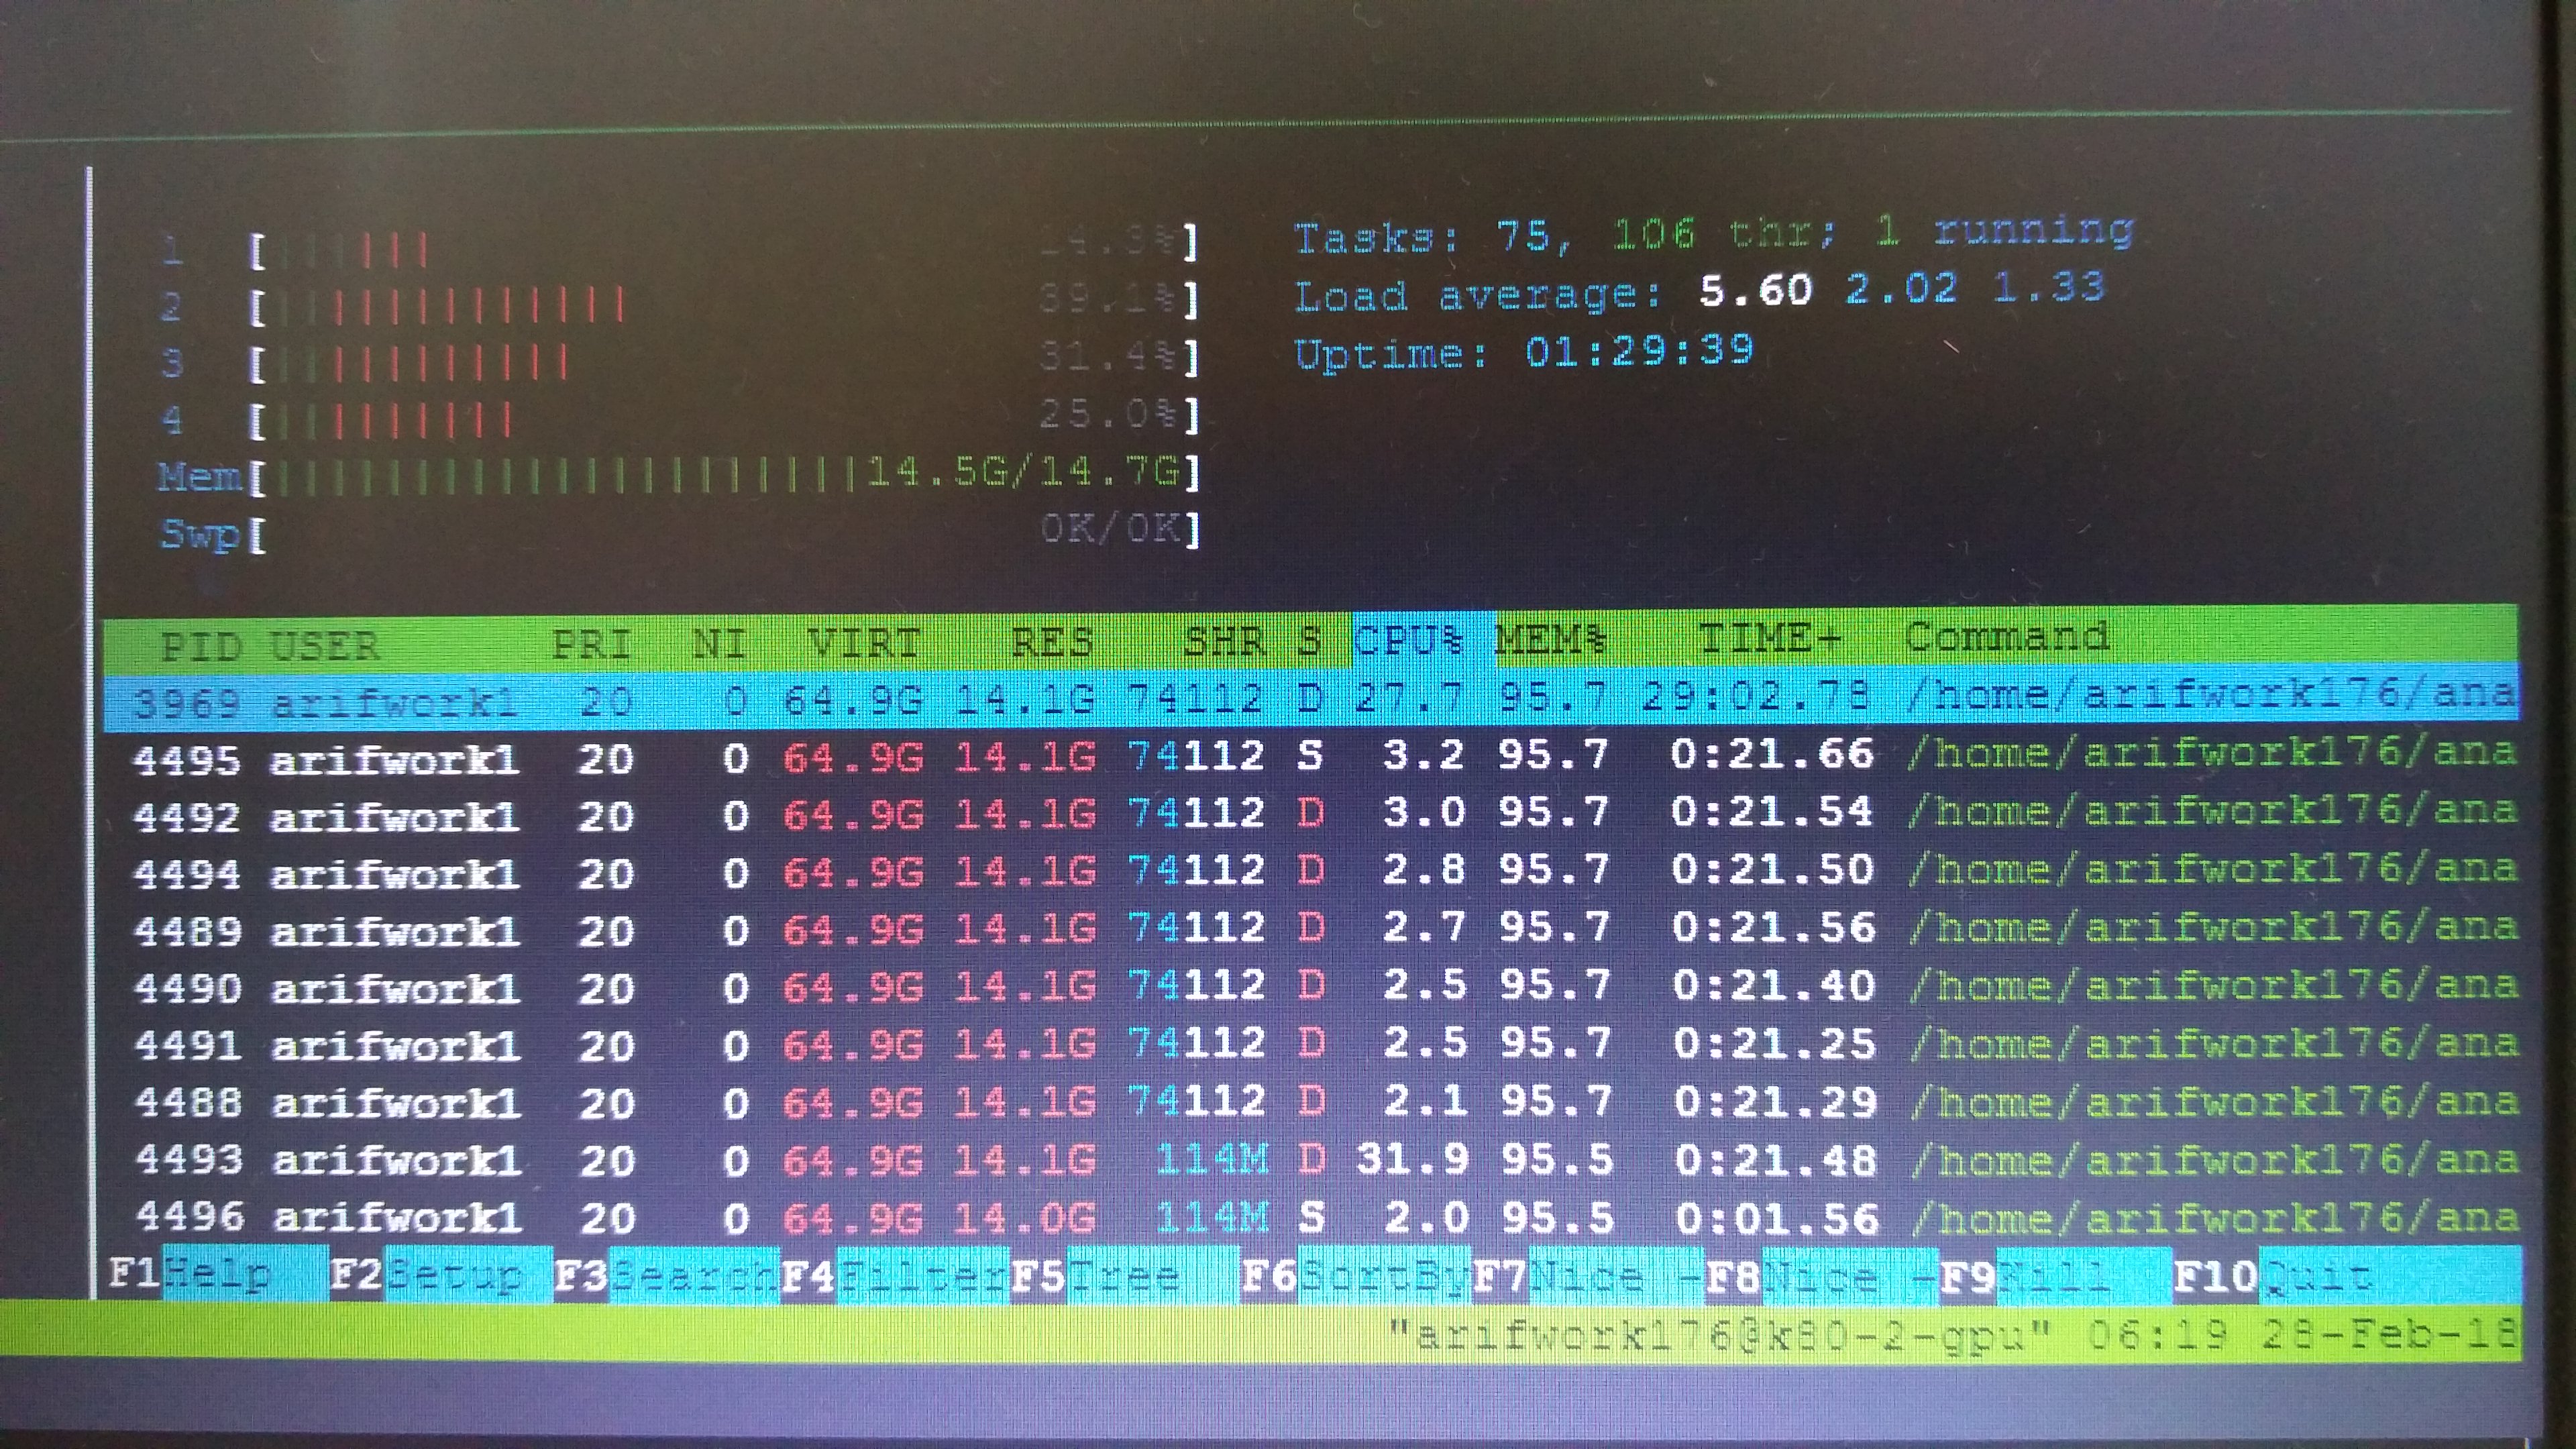 1 [|||||| 14.3%] Tasks: 75, 106 thr; 1 running
2 [||||||||||||| 39.1%] Load average: 5.60 2.02 1.33
3 [||||||||||| 31.4%] Uptime: 01:29:39
4 [||||||||| 25.0%]
Mem[|||||||||||||||||||||14.5G/14.7G]
Swp[ 0K/0K]
PID USER PRI NI VIRT RES SHR S CPU% MEM% TIME+ Command
3969 arifwork1 20 0 64.9G 14.1G 74112 D 27.7 95.7 29:02.78 /home/arifwork176/ana
4495 arifwork1 20 0 64.9G 14.1G 74112 S 3.2 95.7 0:21.66 /home/arifwork176/ana
4492 arifwork1 20 0 64.9G 14.1G 74112 D 3.0 95.7 0:21.54 /home/arifwork176/ana
4494 arifwork1 20 0 64.9G 14.1G 74112 D 2.8 95.7 0:21.50 /home/arifwork176/ana
4489 arifwork1 20 0 64.9G 14.1G 74112 D 2.7 95.7 0:21.56 /home/arifwork176/ana
4490 arifwork1 20 0 64.9G 14.1G 74112 D 2.5 95.7 0:21.40 /home/arifwork176/ana
4491 arifwork1 20 0 64.9G 14.1G 74112 D 2.5 95.7 0:21.25 /home/arifwork176/ana
4488 arifwork1 20 0 64.9G 14.1G 74112 D 2.1 95.7 0:21.29 /home/arifwork176/ana
4493 arifwork1 20 0 64.9G 14.1G 114M D 31.9 95.5 0:21.48 /home/arifwork176/ana
4496 arifwork1 20 0 64.9G 14.0G 114M S 2.0 95.5 0:01.56 /home/arifwork176/ana
F1Help F2Setup F3SearchF4FilterF5Tree F6SortByF7Nice -F8Nice -F9Kill F10Quit
"arifwork176@k80-2-gpu" 06:19 28-Feb-18